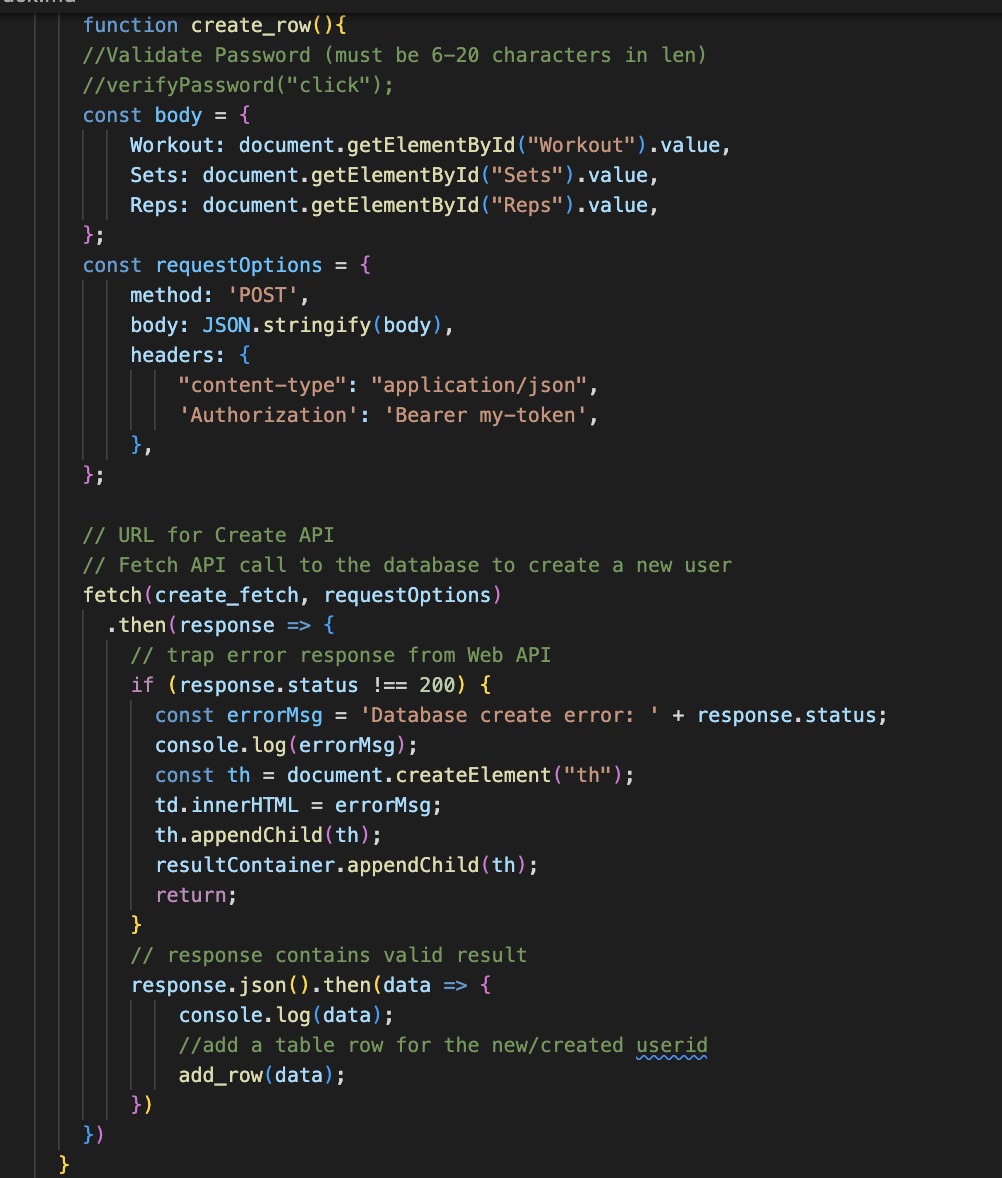 function create_row(){
//Validate Password (must be 6-20 characters in len)
//verifyPassword("click");
const body = {
Workout: document.getElementById("Workout").value,
Sets: document.getElementById("Sets").value,
Reps: document.getElementById("Reps").value,
};
const requestOptions = {
method: 'POST',
body: JSON.stringify(body),
headers: {
"content-type": "application/json",
'Authorization': 'Bearer my-token',
},
};
// URL for Create API
// Fetch API call to the database to create a new user
fetch(create_fetch, requestOptions)
.then(response => {
// trap error response from Web API
if (response.status !== 200) {
const errorMsg = 'Database create error: ' + response.status;
console.log(errorMsg);
const th = document.createElement("th");
td.innerHTML = errorMsg;
th.appendChild(th);
resultContainer.appendChild(th);
return;
}
// response contains valid result
response.json().then(data => {
console.log(data);
//add a table row for the new/created userid
add_row(data);
})
})
}